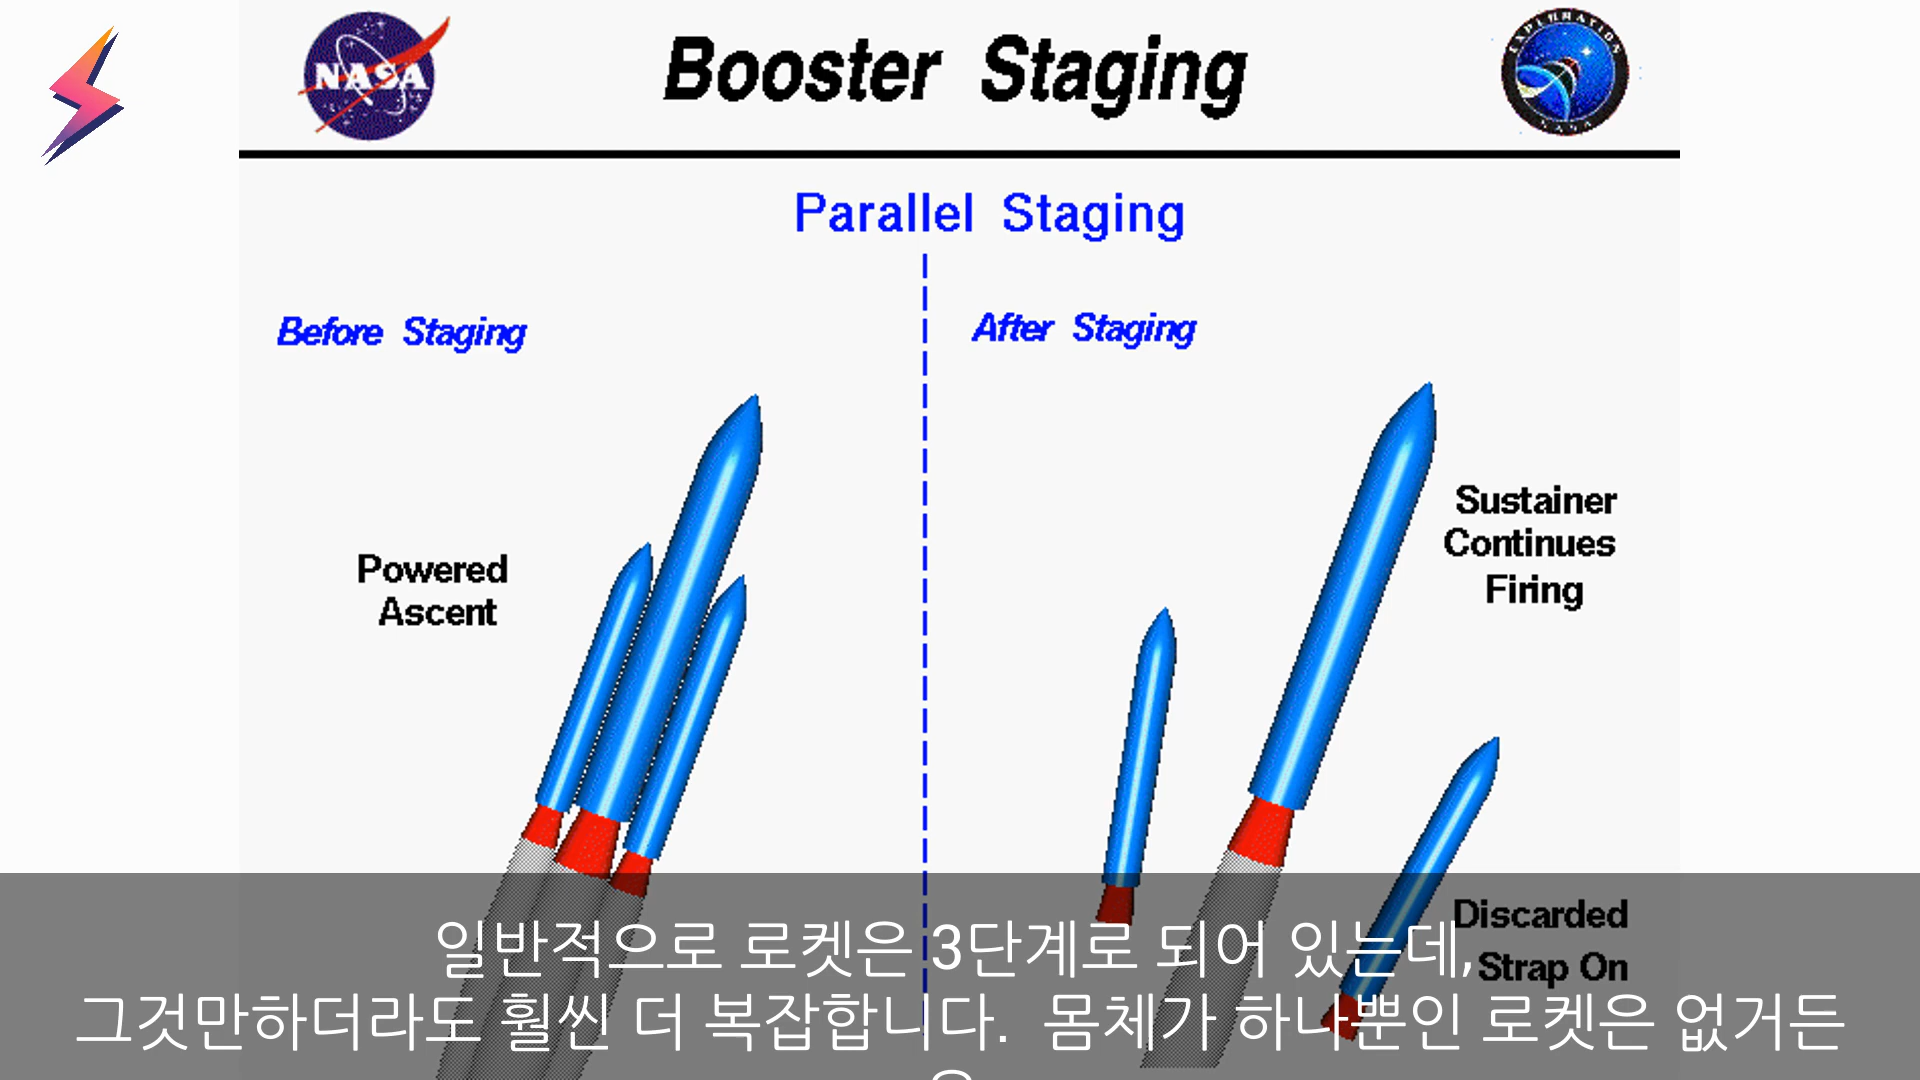 NASA
Booster Staging
EXPLORATION
NASA
Parallel Staging
Before Staging
After Staging
Powered
Ascent
Sustainer
Continues
Firing
Discarded
Strap On
일반적으로 로켓은 3단계로 되어 있는데,
그것만하더라도 훨씬 더 복잡합니다. 몸체가 하나뿐인 로켓은 없거든